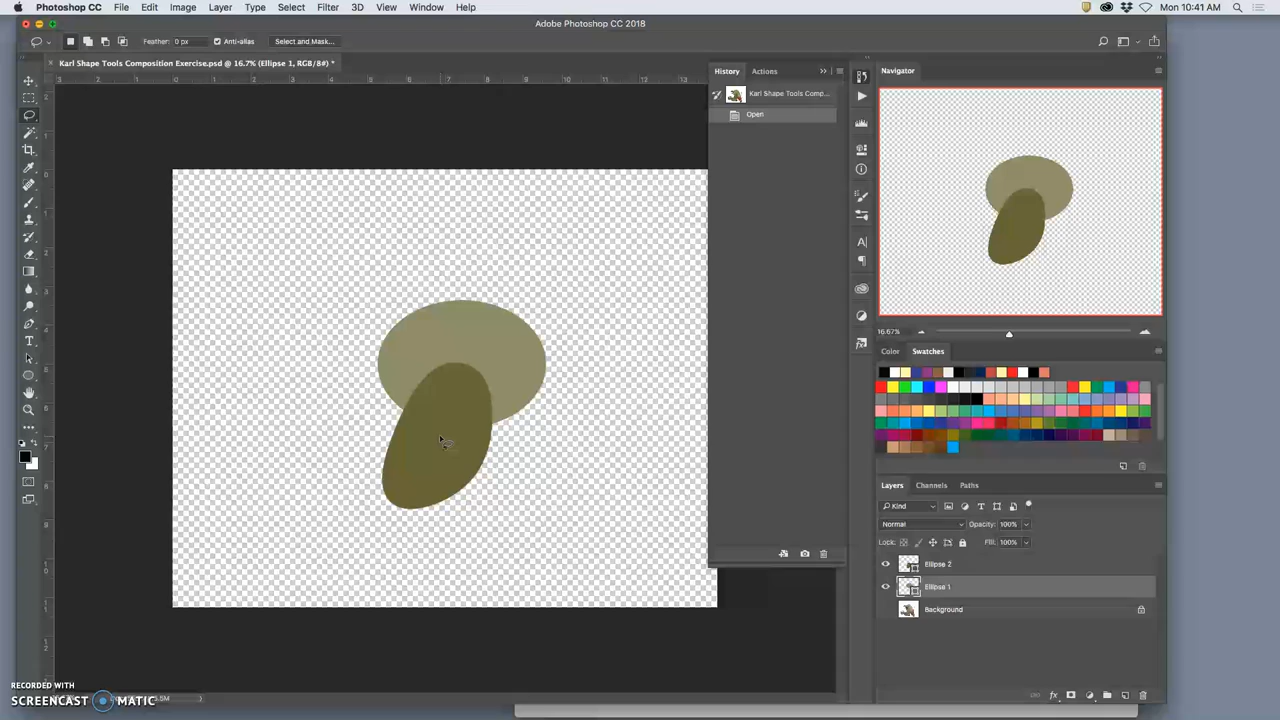 Photoshop CC File Edit Image Layer Type Select Filter 3D View Window Help Mon 10:41 AM
Adobe Photoshop CC 2018
Feather: 0 px Anti-alias Select and Mask...
Karl Shape Tools Composition Exercise.psd @ 16.7% (Ellipse 1, RGB/8#) *
History Actions Navigator
Karl Shape Tools Comp...
Open
16.67%
Color Swatches
Layers Channels Paths
Kind
Normal Opacity: 100%
Lock: Fill: 100%
Ellipse 2
Ellipse 1
Background
RECORDED WITH
SCREENCAST MATIC